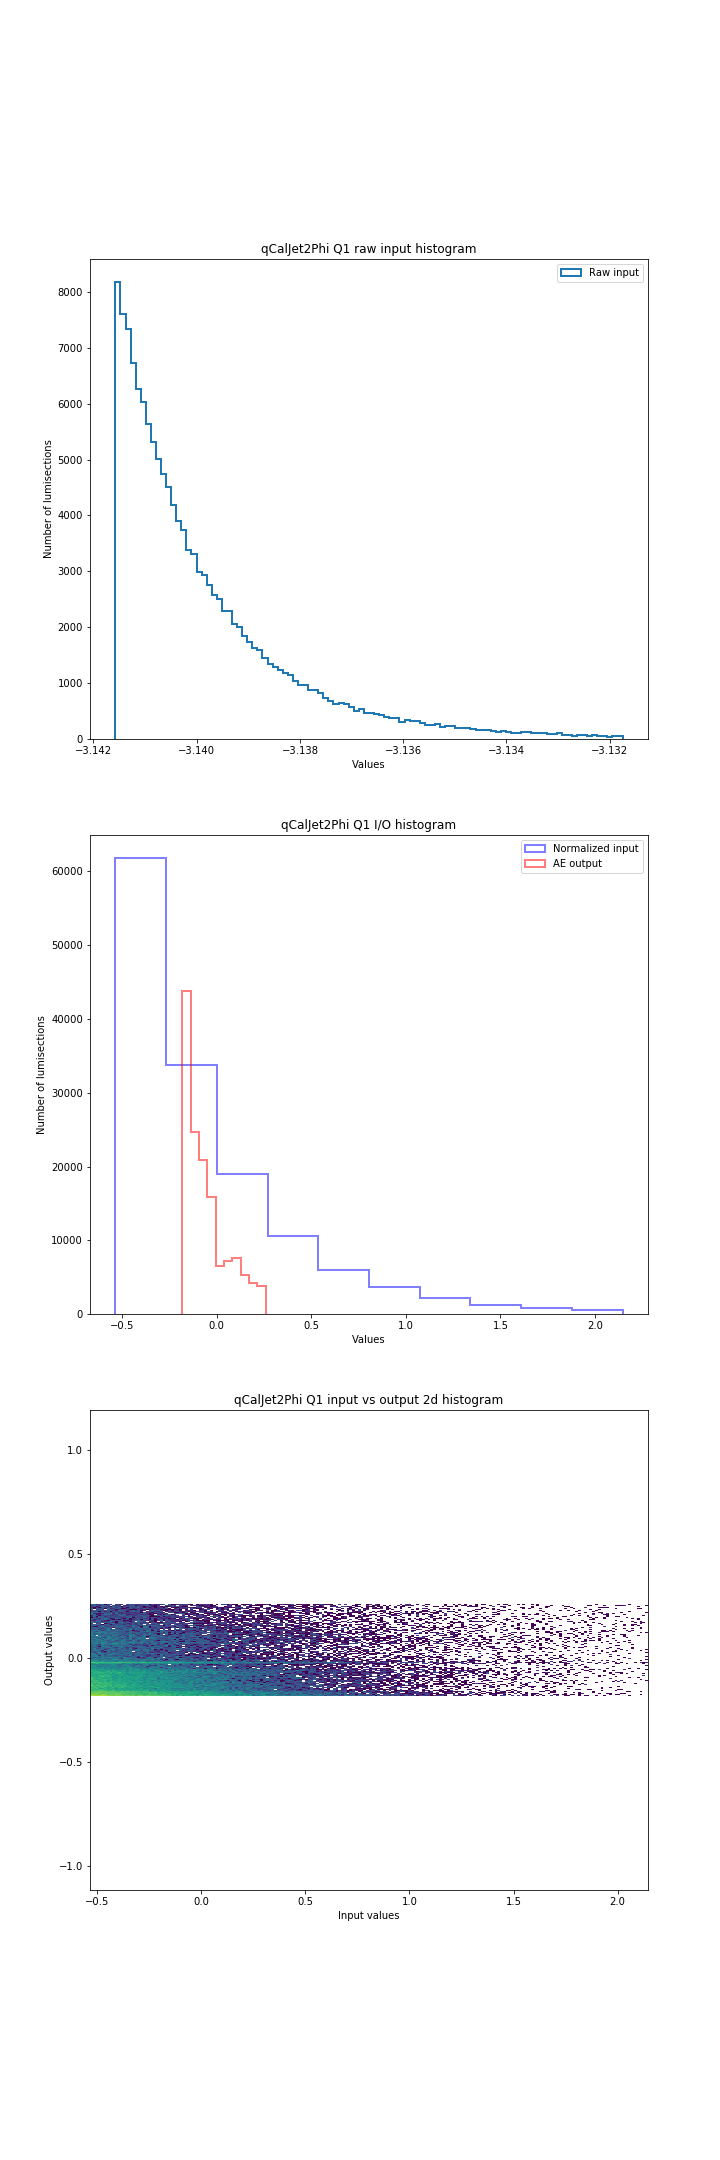 qCalJet2Phi Q1 raw input histogram
Raw input
8000
7000
6000
5000
4000
3000
2000
1000
0
Number of lumisections
−3.142 −3.140 −3.138 −3.136 −3.134 −3.132
Values
qCalJet2Phi Q1 I/O histogram
Normalized input
AE output
60000
50000
40000
30000
20000
10000
0
Number of lumisections
−0.5 0.0 0.5 1.0 1.5 2.0
Values
qCalJet2Phi Q1 input vs output 2d histogram
1.0
0.5
0.0
−0.5
−1.0
Output values
−0.5 0.0 0.5 1.0 1.5 2.0
Input values